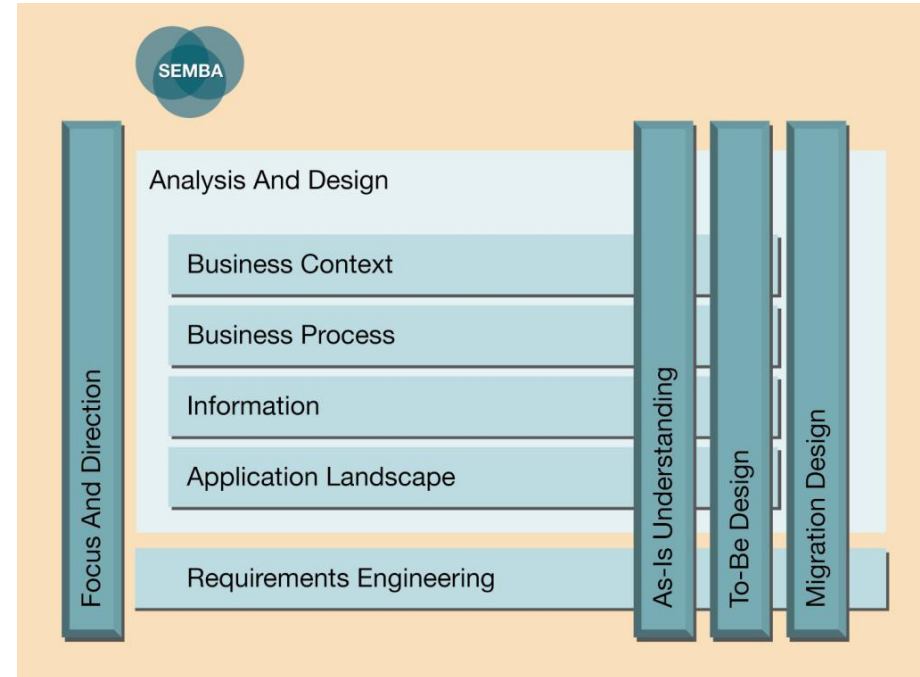 SEMBA
Focus And Direction
Analysis And Design
Business Context
Business Process
Information
Application Landscape
Requirements Engineering
As-Is Understanding
To-Be Design
Migration Design